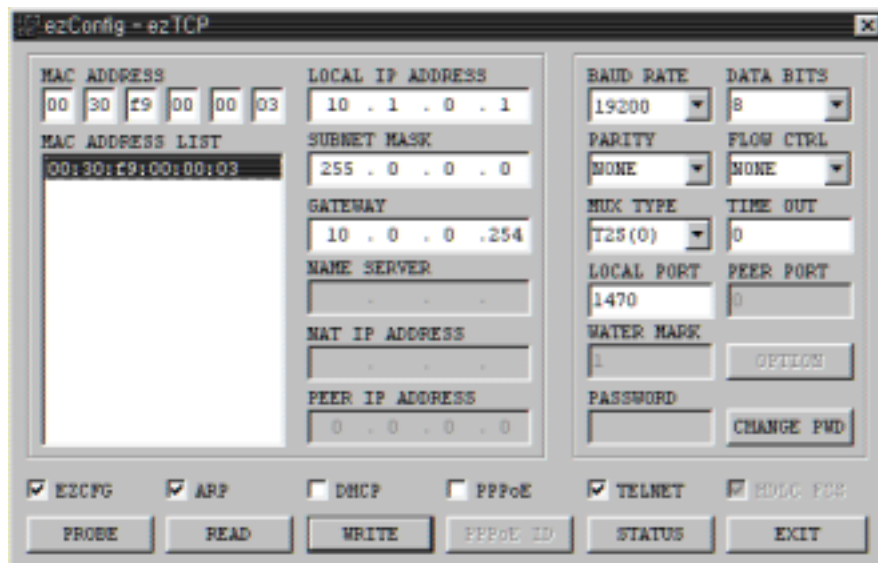 ezConfig - ezTCP
MAC ADDRESS
00 30 f9 00 00 03
MAC ADDRESS LIST
00:30:f9:00:00:03
LOCAL IP ADDRESS
10 . 1 . 0 . 1
SUBNET MASK
255 . 0 . 0 . 0
GATEWAY
10 . 0 . 0 .254
NAME SERVER
. . .
NAT IP ADDRESS
. . .
PEER IP ADDRESS
0 . 0 . 0 . 0
BAUD RATE DATA BITS
19200 8
PARITY FLOW CTRL
NONE NONE
MUX TYPE TIME OUT
T2S(0) 0
LOCAL PORT PEER PORT
1470 0
WATER MARK
1 OPTION
PASSWORD
CHANGE PWD
EZCFG ARP DHCP PPPoE TELNET HDLC FCS
PROBE READ WRITE PPPoE ID STATUS EXIT